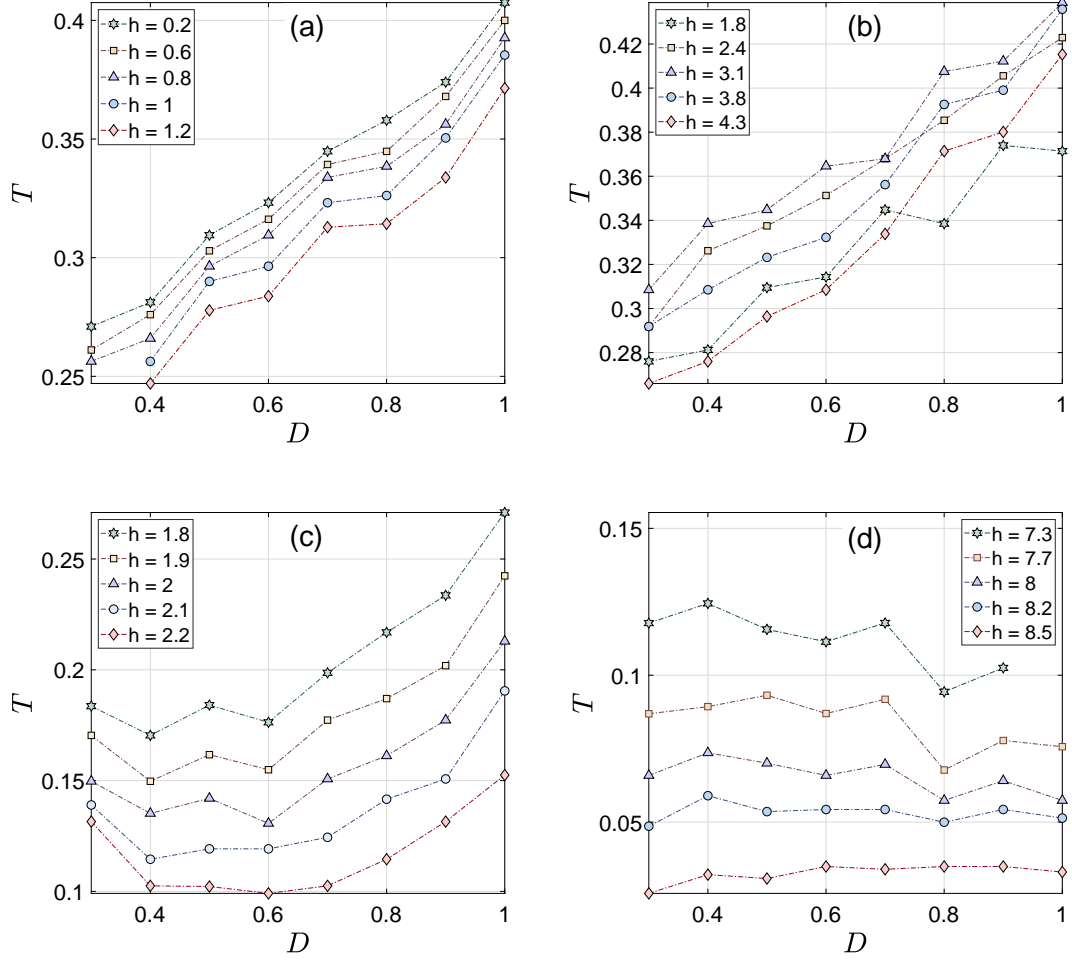 (a)
h = 0.2
h = 0.6
h = 0.8
h = 1
h = 1.2
0.4
0.35
0.3
0.25
T
0.4
0.6
0.8
1
D
(b)
h = 1.8
h = 2.4
h = 3.1
h = 3.8
h = 4.3
0.42
0.4
0.38
0.36
0.34
0.32
0.3
0.28
T
0.4
0.6
0.8
1
D
(c)
h = 1.8
h = 1.9
h = 2
h = 2.1
h = 2.2
0.25
0.2
0.15
0.1
T
0.4
0.6
0.8
1
D
(d)
h = 7.3
h = 7.7
h = 8
h = 8.2
h = 8.5
0.15
0.1
0.05
T
0.4
0.6
0.8
1
D